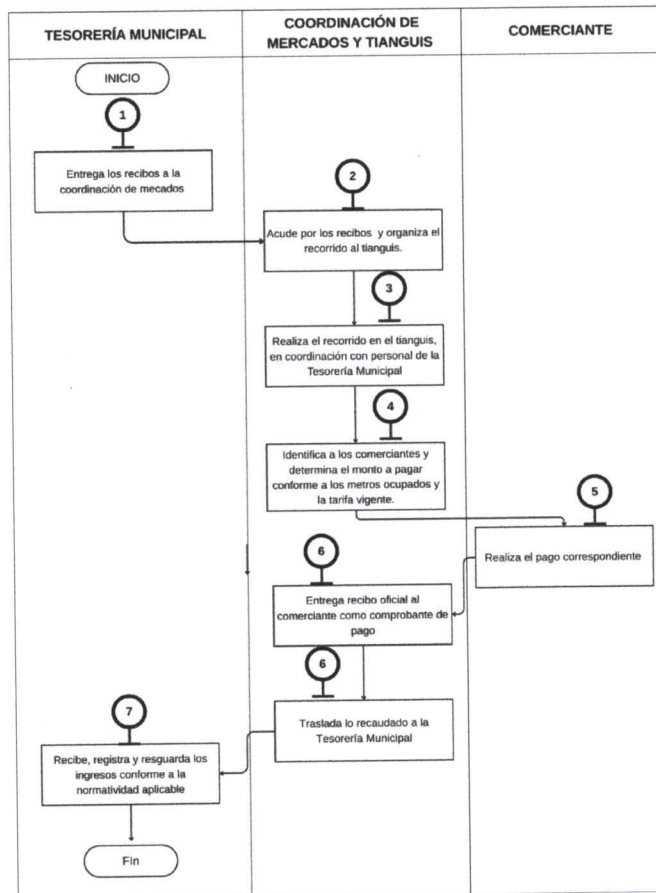 TESORERÍA MUNICIPAL
COORDINACIÓN DE
MERCADOS Y TIANGUIS
COMERCIANTE
INICIO
1
Entrega los recibos a la
coordinación de mecados
2
Acude por los recibos y organiza el
recorrido al tianguis.
3
Realiza el recorrido en el tianguis,
en coordinación con personal de la
Tesorería Municipal
4
Identifica a los comerciantes y
determina el monto a pagar
conforme a los metros ocupados y
la tarifa vigente.
5
Realiza el pago correspondiente
6
Entrega recibo oficial al
comerciante como comprobante de
pago
6
Traslada lo recaudado a la
Tesorería Municipal
7
Recibe, registra y resguarda los
ingresos conforme a la
normatividad aplicable
Fin